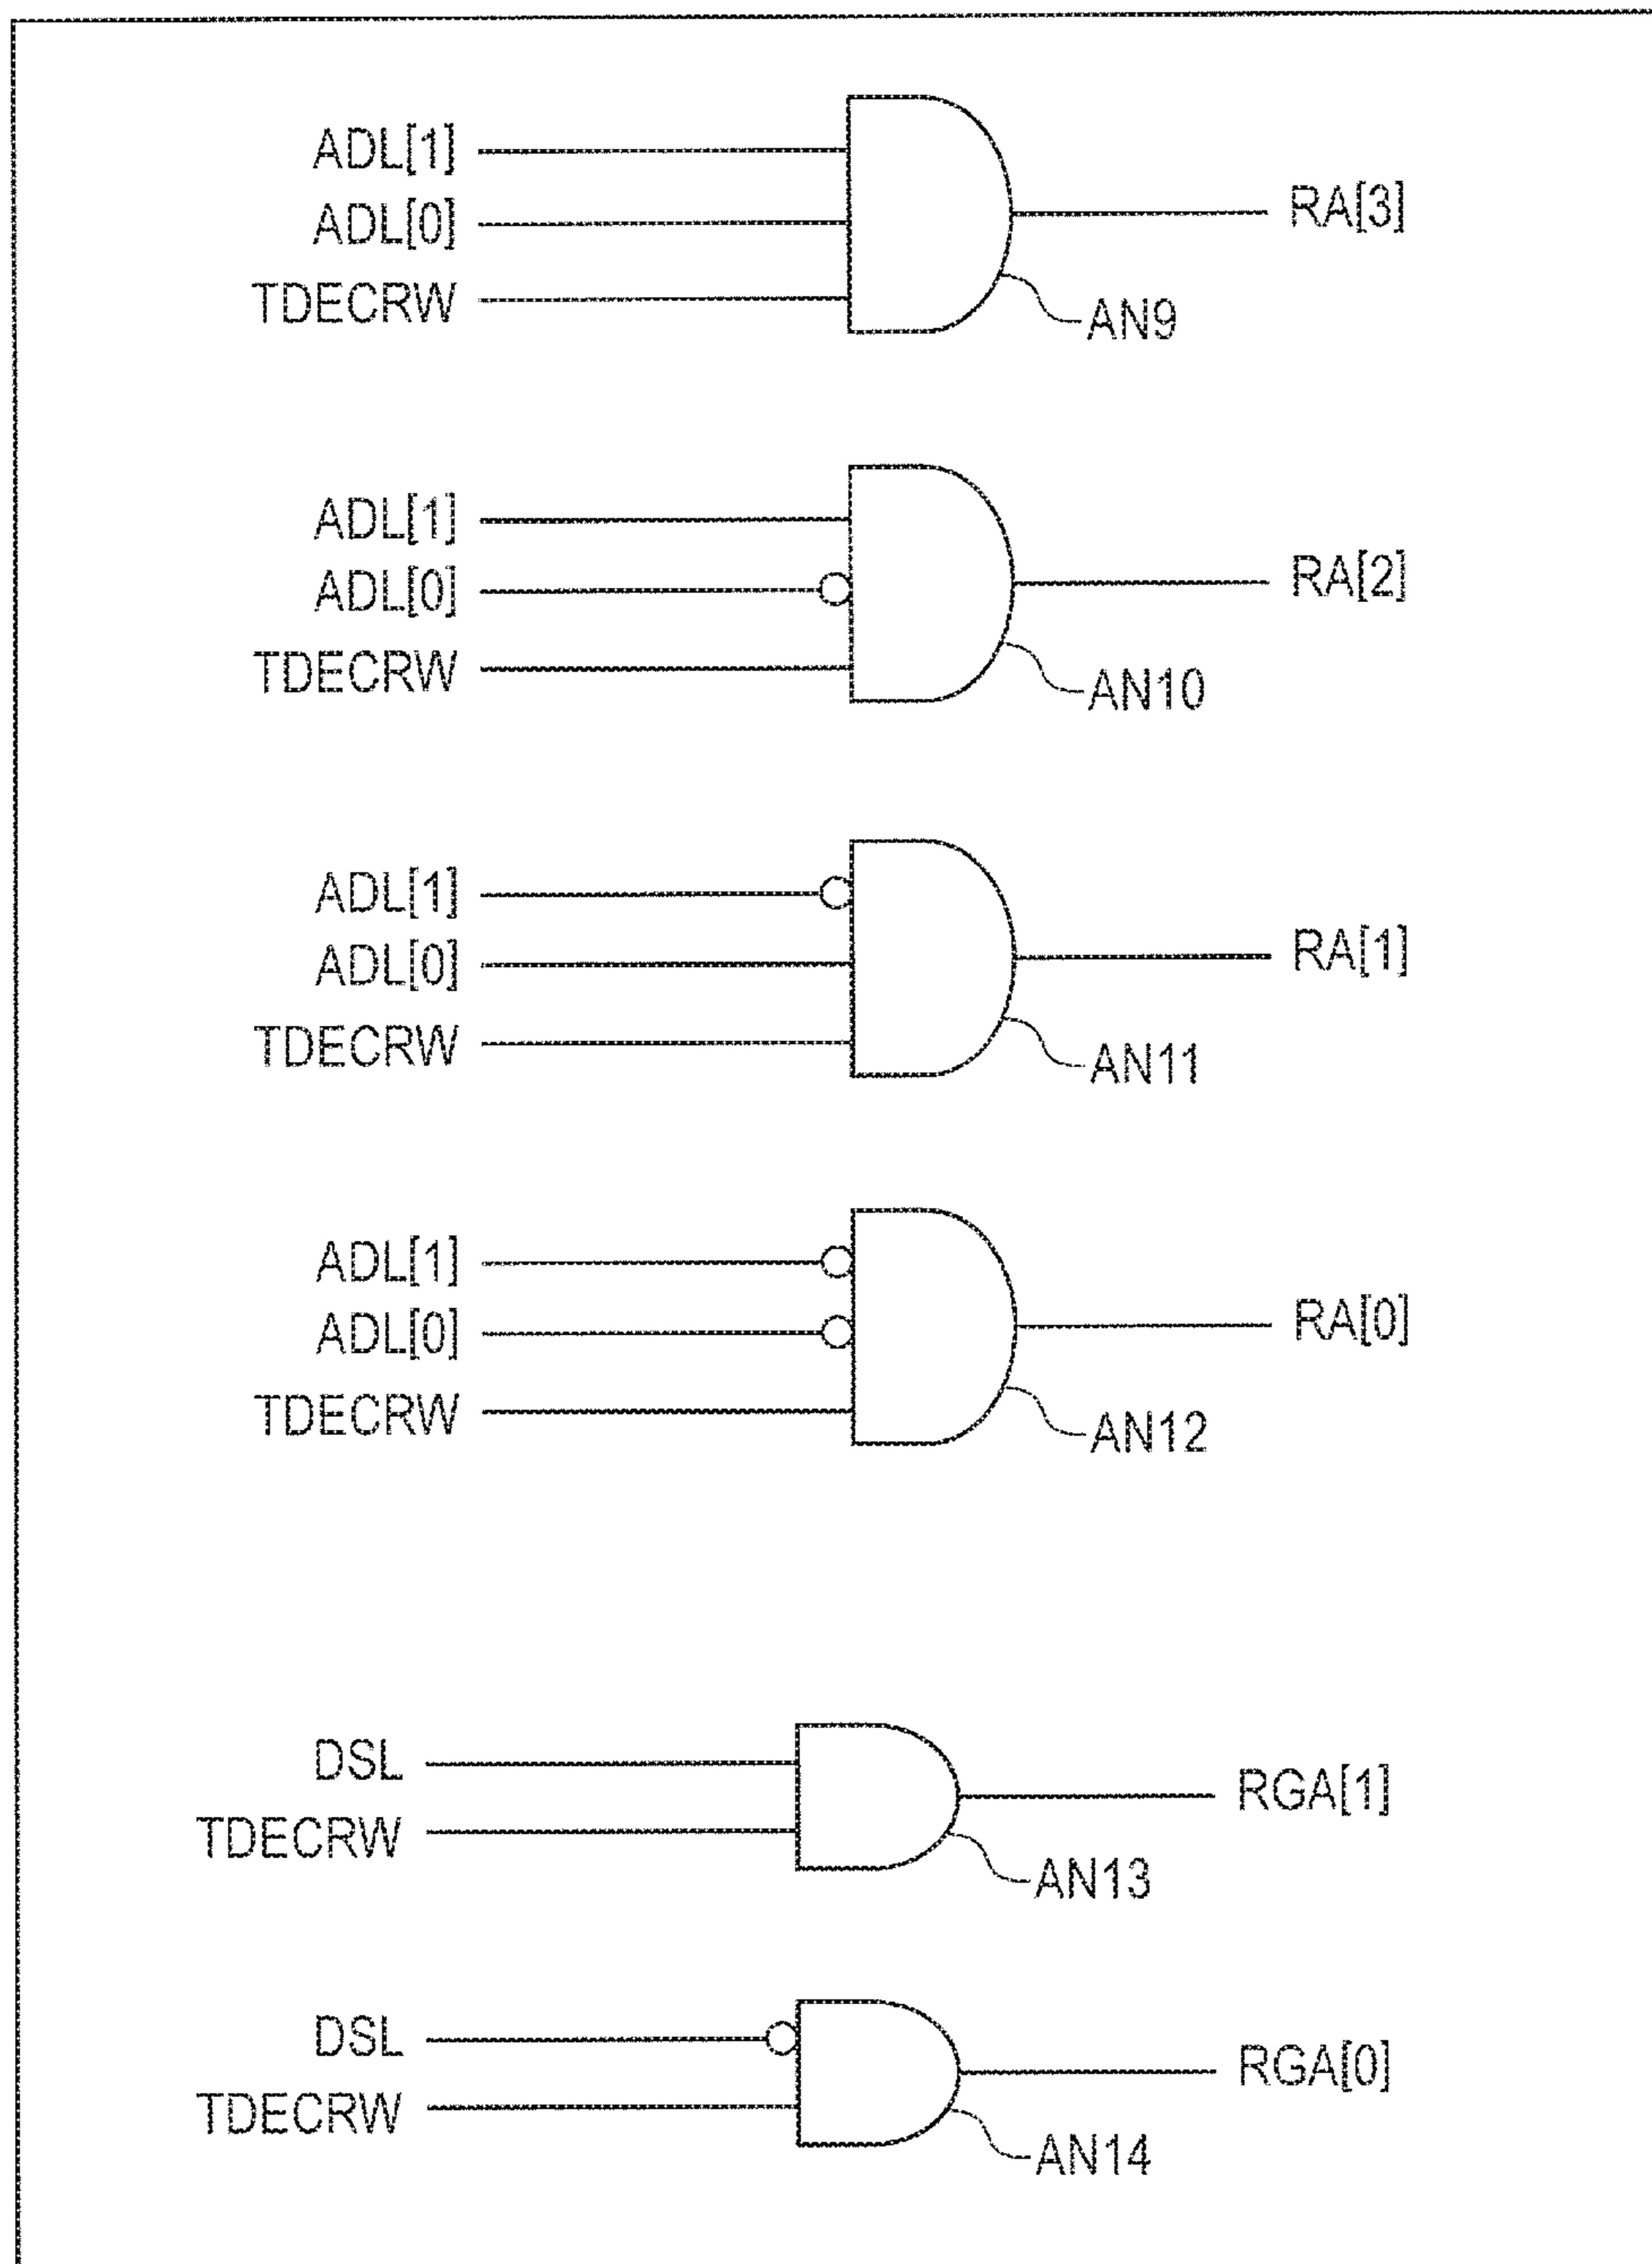 ADL[1]
ADL[0]
TDECRW
RA[3]
AN9
ADL[1]
ADL[0]
TDECRW
RA[2]
AN10
ADL[1]
ADL[0]
TDECRW
RA[1]
AN11
ADL[1]
ADL[0]
TDECRW
RA[0]
AN12
DSL
TDECRW
RGA[1]
AN13
DSL
TDECRW
RGA[0]
AN14